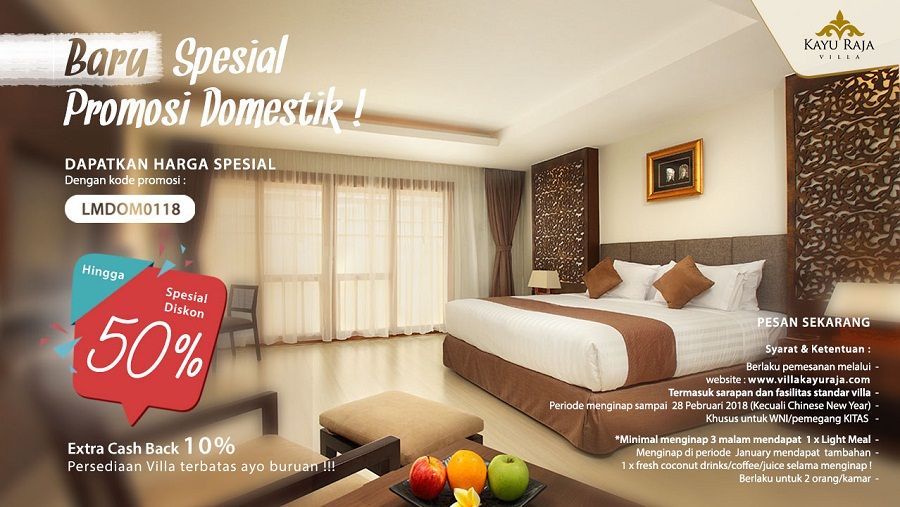 Baru Spesial
Promosi Domestik !
KAYU RAJA
VILLA
DAPATKAN HARGA SPESIAL
Dengan kode promosi :
LMDOM0118
Hingga
Spesial
Diskon
50%
Extra Cash Back 10%
Persediaan Villa terbatas ayo buruan !!!
PESAN SEKARANG
Syarat & Ketentuan :
Berlaku pemesanan melalui -
website : www.villakayuraja.com -
Termasuk sarapan dan fasilitas standar villa -
Periode menginap sampai 28 Pebruari 2018 (Kecuali Chinese New Year) -
Khusus untuk WNI/pemegang KITAS -
*Minimal menginap 3 malam mendapat 1 x Light Meal -
Menginap di periode January mendapat tambahan -
1 x fresh coconut drinks/coffee/juice selama menginap !
Berlaku untuk 2 orang/kamar -